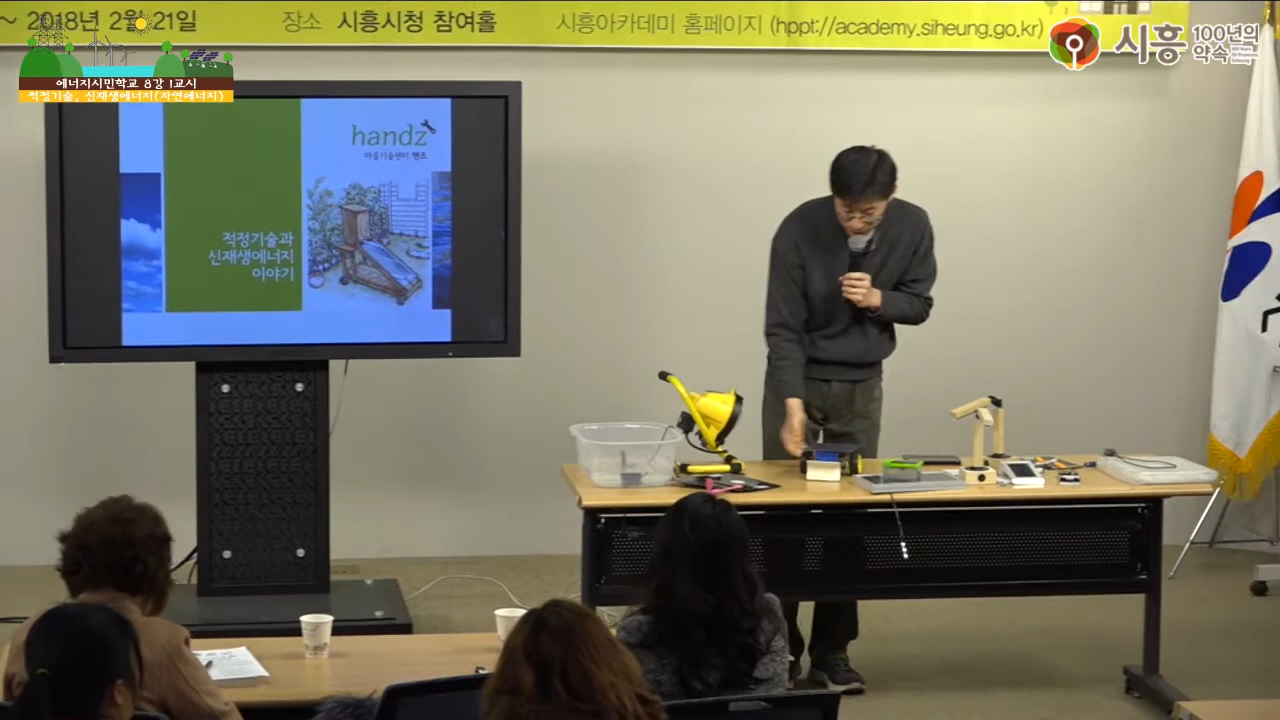 ~ 2018년 2월 21일 장소 시흥시청 참여홀 시흥아카데미 홈페이지 (hppt://academy.siheung.go.kr)
시흥 100년의 약속
에너지시민학교 8강 1교시
적정기술, 신재생에너지(자연에너지)
handz
마을기술센터 핸즈
적정기술과
신재생에너지
이야기